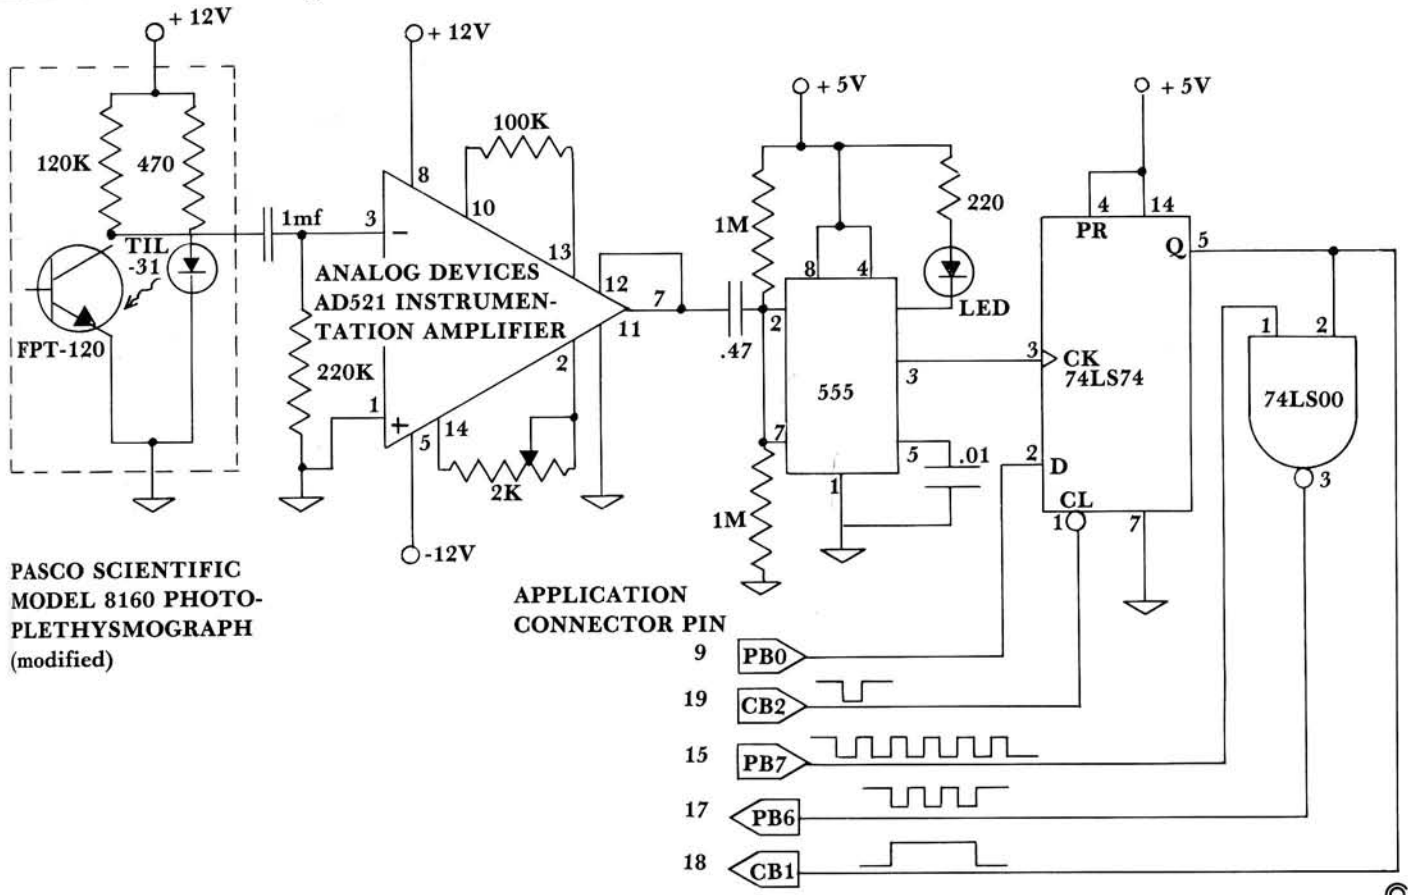 + 12V
+ 12V
+ 5V
+ 5V
120K
470
TIL
-31
FPT-120
1mf
220K
8
3
−
10
100K
13
ANALOG DEVICES
AD521 INSTRUMEN-
TATION AMPLIFIER
12
7
11
2
1
+
5
14
2K
-12V
1M
.47
1M
2
7
8
4
555
3
5
1
.01
220
LED
4
14
PR
Q
5
3
CK
74LS74
2
D
CL
1
7
1
2
74LS00
3
PASCO SCIENTIFIC
MODEL 8160 PHOTO-
PLETHYSMOGRAPH
(modified)
APPLICATION
CONNECTOR PIN
9 PB0
19 CB2
15 PB7
17 PB6
18 CB1